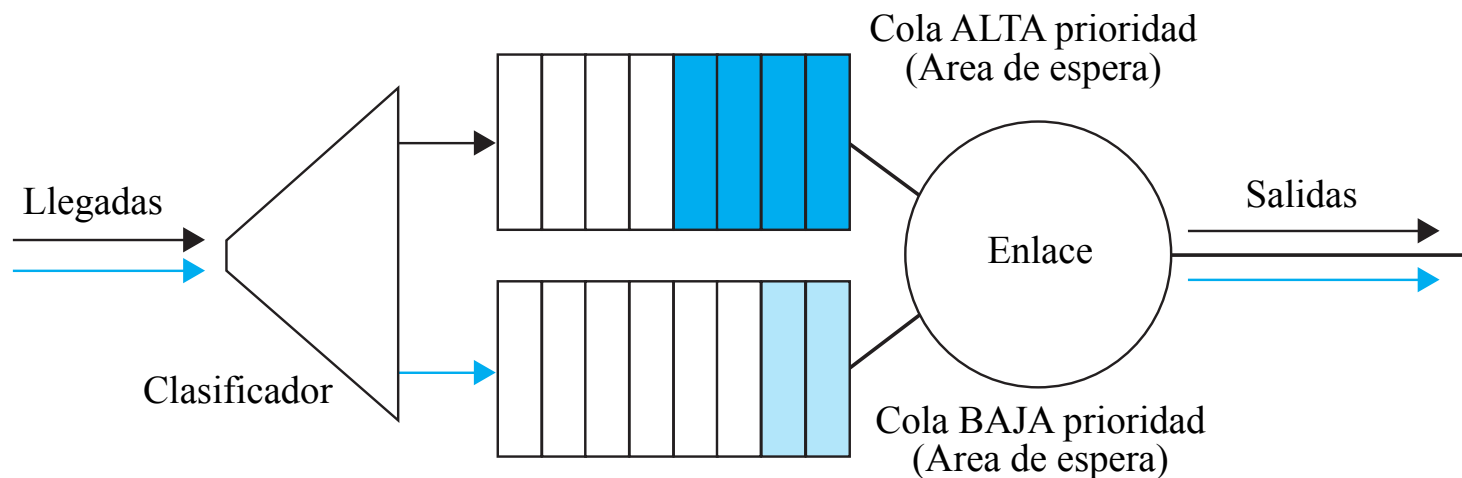 Cola ALTA prioridad
(Area de espera)
Llegadas
Salidas
Enlace
Clasificador
Cola BAJA prioridad
(Area de espera)